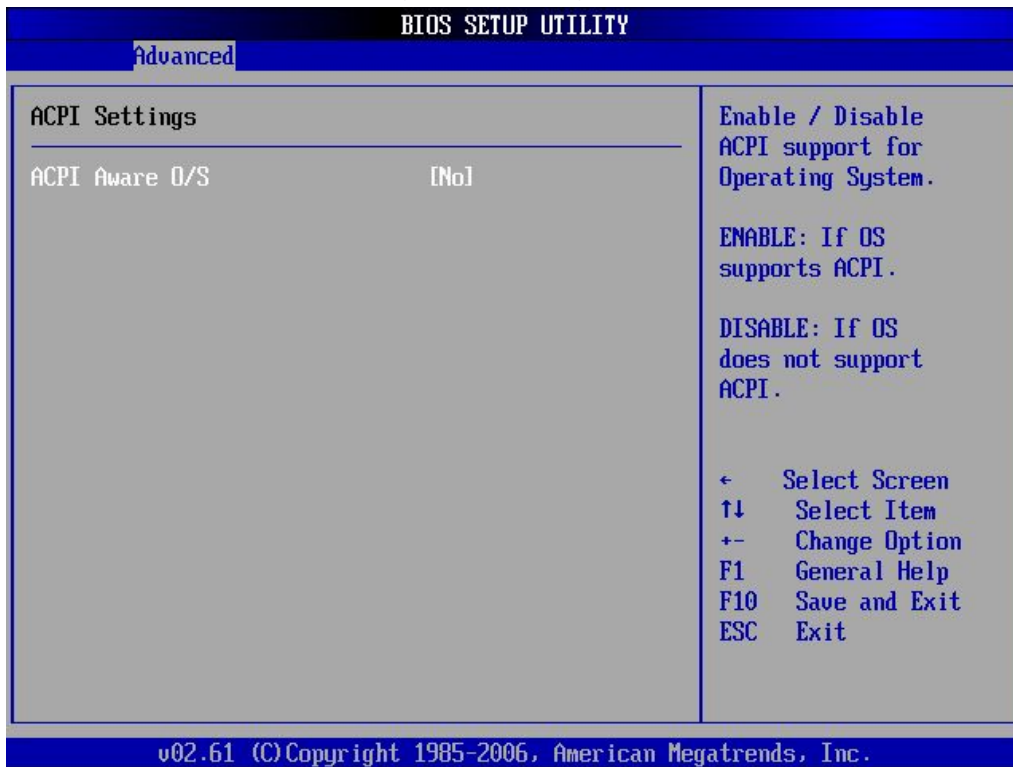 BIOS SETUP UTILITY
Advanced
ACPI Settings
ACPI Aware O/S [No]
Enable / Disable
ACPI support for
Operating System.
ENABLE: If OS
supports ACPI.
DISABLE: If OS
does not support
ACPI.
← Select Screen
↑↓ Select Item
+- Change Option
F1 General Help
F10 Save and Exit
ESC Exit
v02.61 (C)Copyright 1985-2006, American Megatrends, Inc.